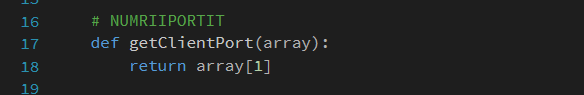 16 # NUMRIIPORTIT
17 def getClientPort(array):
18 return array[1]
19